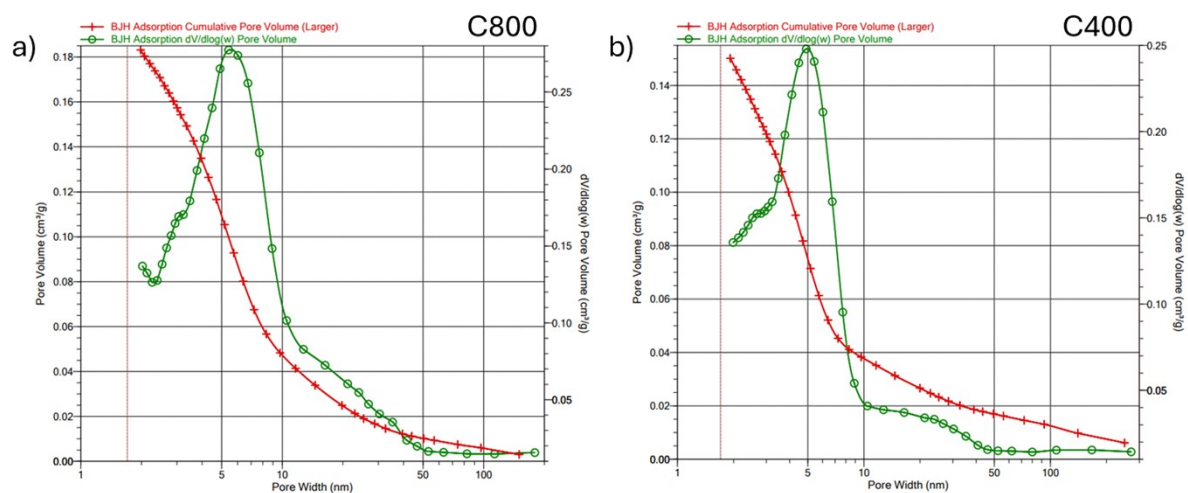 a)
BJH Adsorption Cumulative Pore Volume (Larger)
BJH Adsorption dV/dlog(w) Pore Volume
C800
0.18
0.16
0.14
0.12
0.10
0.08
0.06
0.04
0.02
0.00
Pore Volume (cm³/g)
0.25
0.20
0.15
0.10
0.05
dV/dlog(w) Pore Volume (cm³/g)
1 5 10 50 100
Pore Width (nm)
b)
BJH Adsorption Cumulative Pore Volume (Larger)
BJH Adsorption dV/dlog(w) Pore Volume
C400
0.14
0.12
0.10
0.08
0.06
0.04
0.02
0.00
Pore Volume (cm³/g)
0.25
0.20
0.15
0.10
0.05
dV/dlog(w) Pore Volume (cm³/g)
1 5 10 50 100
Pore Width (nm)